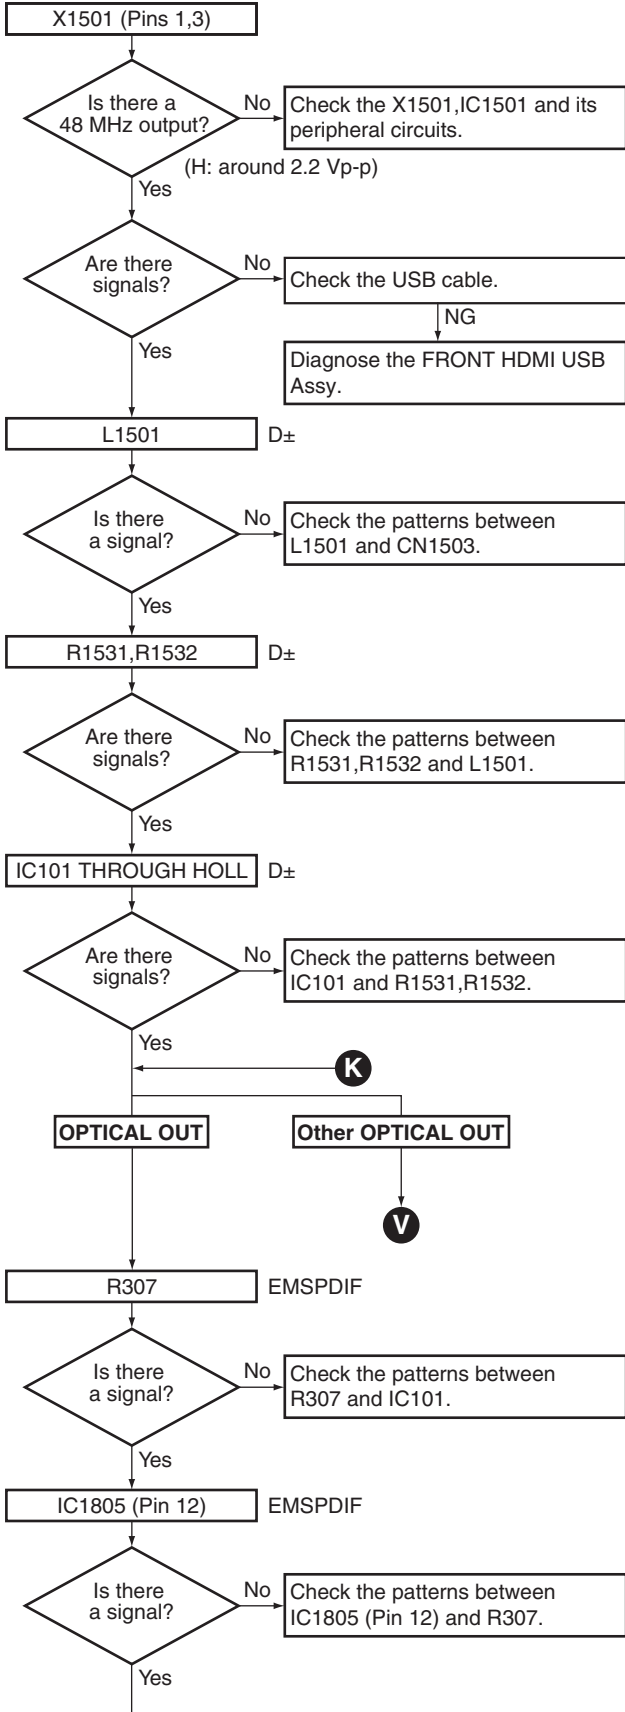 X1501 (Pins 1,3)
Is there a
48 MHz output?
No
Check the X1501,IC1501 and its
peripheral circuits.
(H: around 2.2 Vp-p)
Yes
Are there
signals?
No
Check the USB cable.
NG
Diagnose the FRONT HDMI USB
Assy.
Yes
L1501
D±
Is there
a signal?
No
Check the patterns between
L1501 and CN1503.
Yes
R1531,R1532
D±
Are there
signals?
No
Check the patterns between
R1531,R1532 and L1501.
Yes
IC101 THROUGH HOLL
D±
Are there
signals?
No
Check the patterns between
IC101 and R1531,R1532.
Yes
K
OPTICAL OUT
Other OPTICAL OUT
V
R307
EMSPDIF
Is there
a signal?
No
Check the patterns between
R307 and IC101.
Yes
IC1805 (Pin 12)
EMSPDIF
Is there
a signal?
No
Check the patterns between
IC1805 (Pin 12) and R307.
Yes